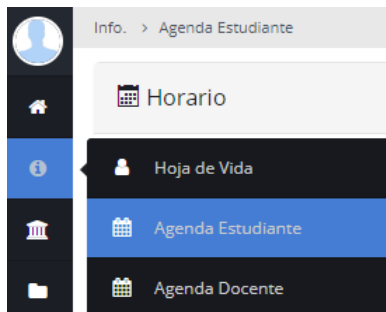 Info. > Agenda Estudiante
Horario
Hoja de Vida
Agenda Estudiante
Agenda Docente